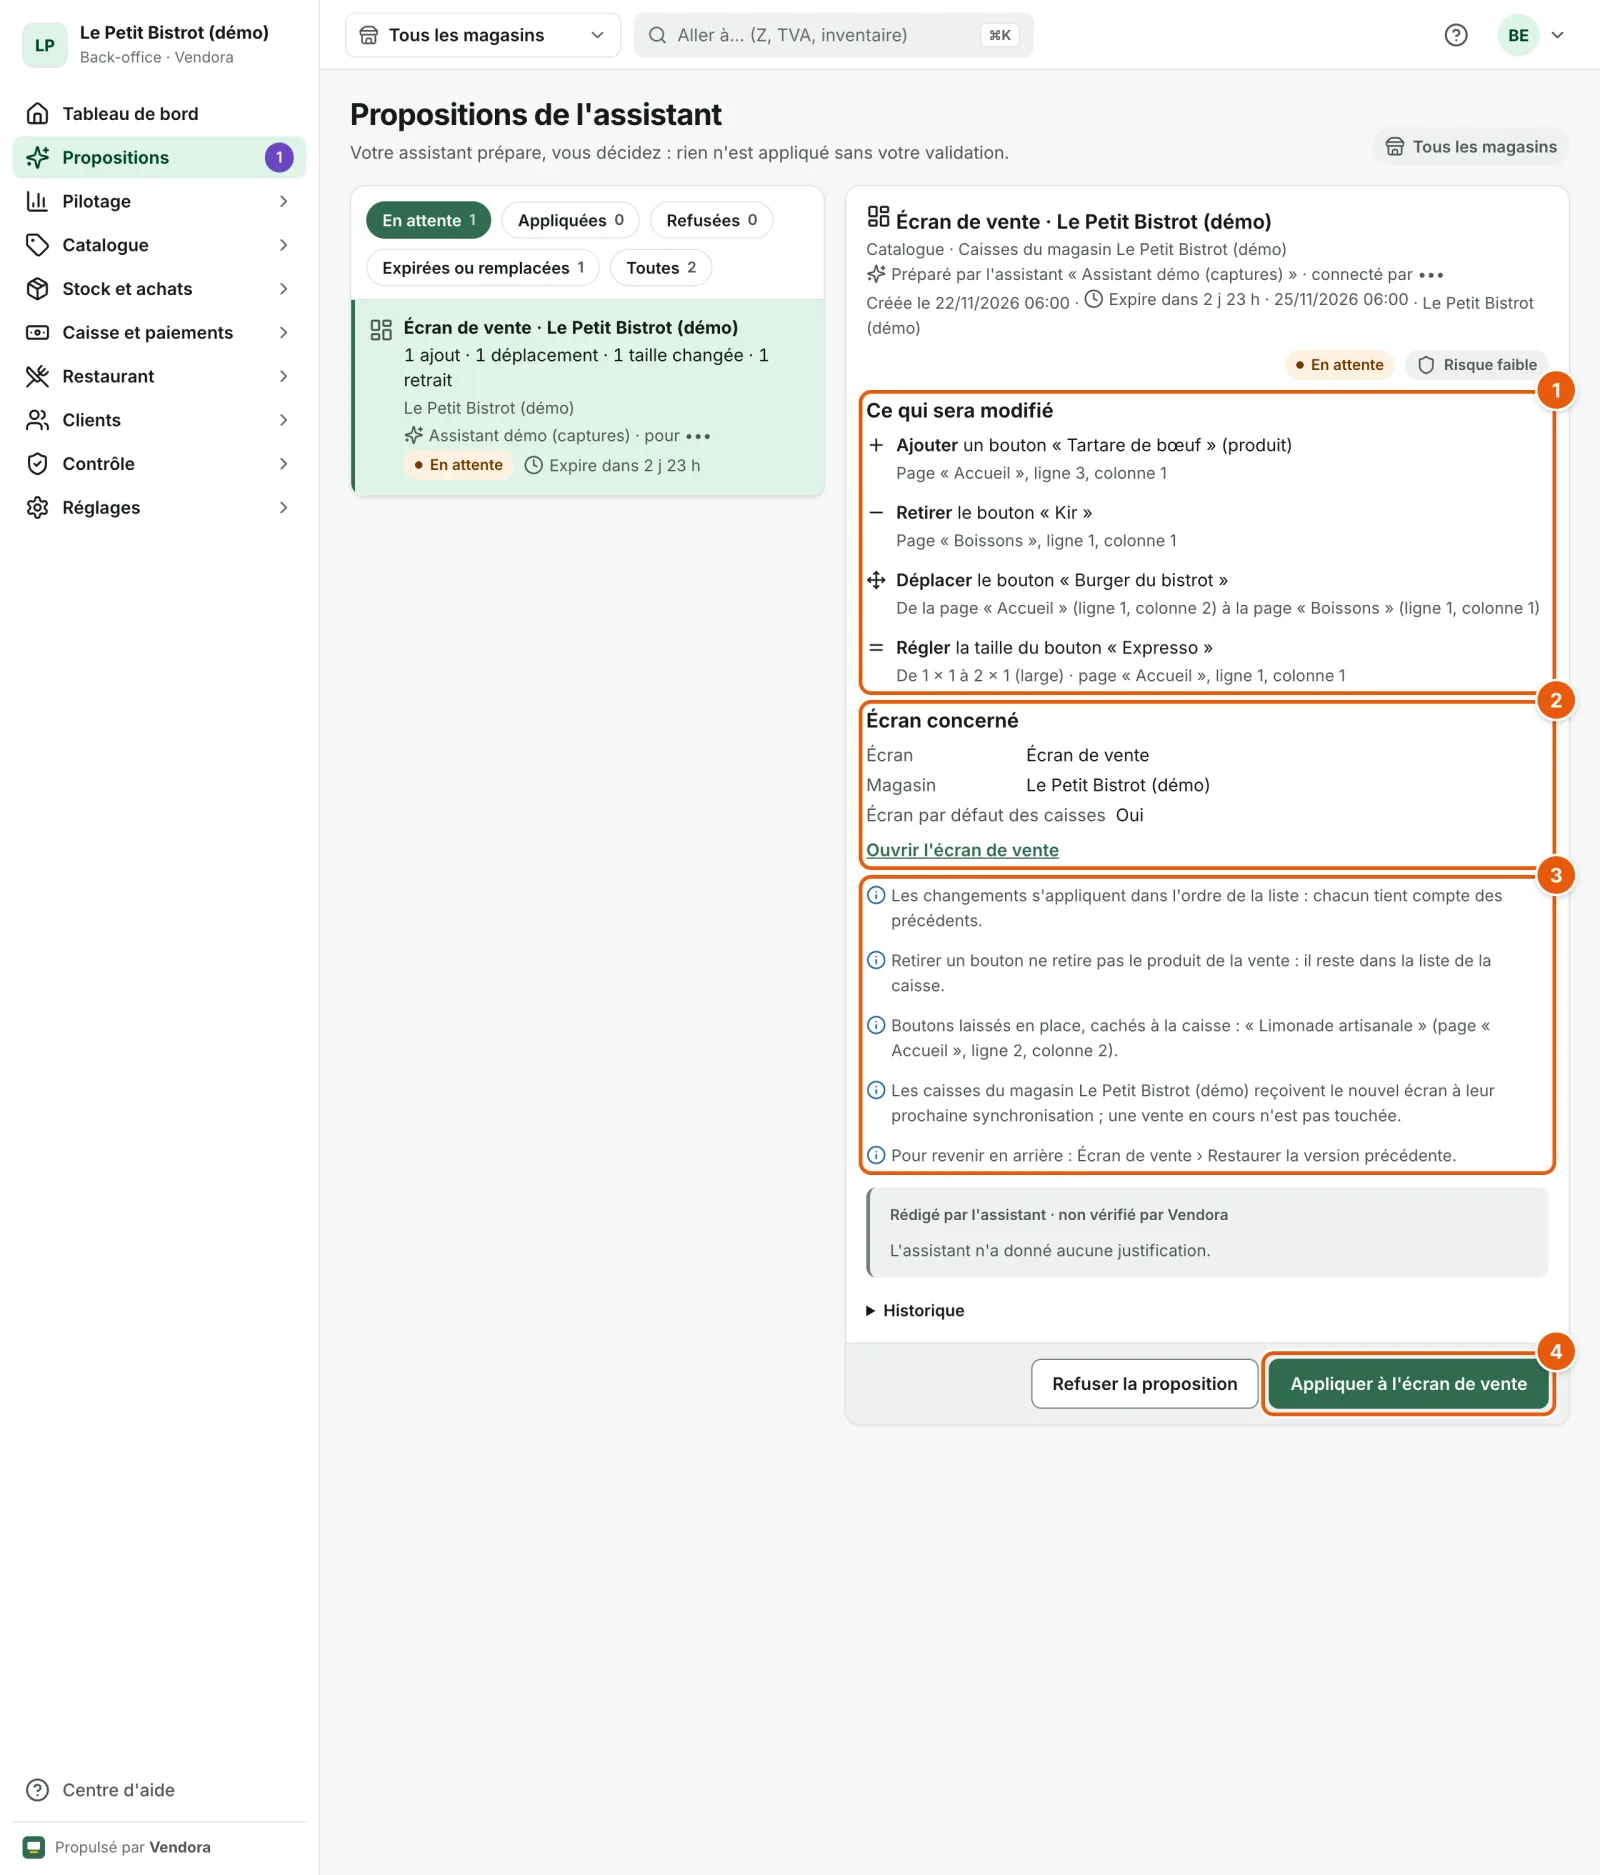 LP
Le Petit Bistrot (démo)
Back-office · Vendora
Tous les magasins
Aller à... (Z, TVA, inventaire)
⌘K
BE
Tableau de bord
Propositions
1
Pilotage
Catalogue
Stock et achats
Caisse et paiements
Restaurant
Clients
Contrôle
Réglages
Centre d'aide
Propulsé par Vendora
Propositions de l'assistant
Votre assistant prépare, vous décidez : rien n'est appliqué sans votre validation.
Tous les magasins
En attente 1
Appliquées 0
Refusées 0
Expirées ou remplacées 1
Toutes 2
Écran de vente · Le Petit Bistrot (démo)
1 ajout · 1 déplacement · 1 taille changée · 1
retrait
Le Petit Bistrot (démo)
Assistant démo (captures) · pour •••
En attente
Expire dans 2 j 23 h
Écran de vente · Le Petit Bistrot (démo)
Catalogue · Caisses du magasin Le Petit Bistrot (démo)
Préparé par l'assistant « Assistant démo (captures) » · connecté par •••
Créée le 22/11/2026 06:00 · Expire dans 2 j 23 h · 25/11/2026 06:00 · Le Petit Bistrot
(démo)
En attente
Risque faible
1
Ce qui sera modifié
+ Ajouter un bouton « Tartare de bœuf » (produit)
Page « Accueil », ligne 3, colonne 1
− Retirer le bouton « Kir »
Page « Boissons », ligne 1, colonne 1
Déplacer le bouton « Burger du bistrot »
De la page « Accueil » (ligne 1, colonne 2) à la page « Boissons » (ligne 1, colonne 1)
= Régler la taille du bouton « Expresso »
De 1 × 1 à 2 × 1 (large) · page « Accueil », ligne 1, colonne 1
2
Écran concerné
Écran Écran de vente
Magasin Le Petit Bistrot (démo)
Écran par défaut des caisses Oui
Ouvrir l'écran de vente
3
Les changements s'appliquent dans l'ordre de la liste : chacun tient compte des
précédents.
Retirer un bouton ne retire pas le produit de la vente : il reste dans la liste de la
caisse.
Boutons laissés en place, cachés à la caisse : « Limonade artisanale » (page «
Accueil », ligne 2, colonne 2).
Les caisses du magasin Le Petit Bistrot (démo) reçoivent le nouvel écran à leur
prochaine synchronisation ; une vente en cours n'est pas touchée.
Pour revenir en arrière : Écran de vente › Restaurer la version précédente.
Rédigé par l'assistant · non vérifié par Vendora
L'assistant n'a donné aucune justification.
Historique
4
Refuser la proposition
Appliquer à l'écran de vente